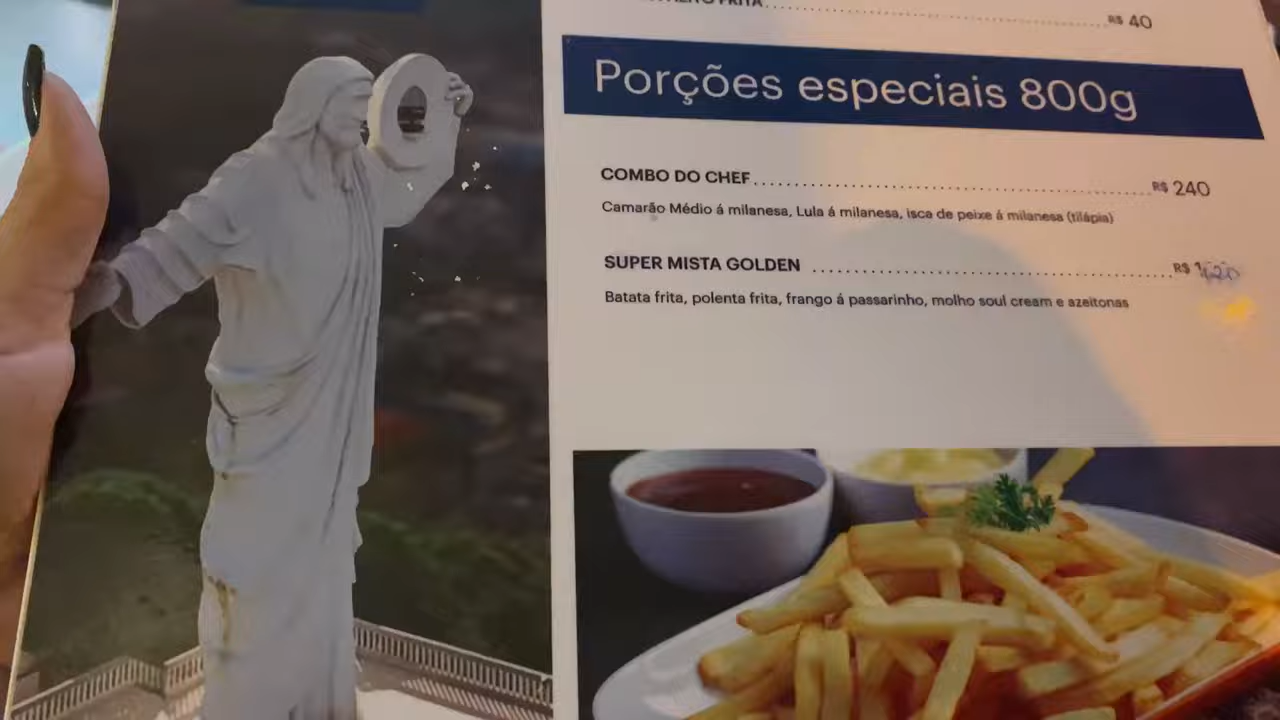 FRITA........R$ 40
Porções especiais 800g
COMBO DO CHEF........R$ 240
Camarão Médio á milanesa, Lula á milanesa, isca de peixe á milanesa (tilápia)
SUPER MISTA GOLDEN ........R$
Batata frita, polenta frita, frango á passarinho, molho soul cream e azeitonas